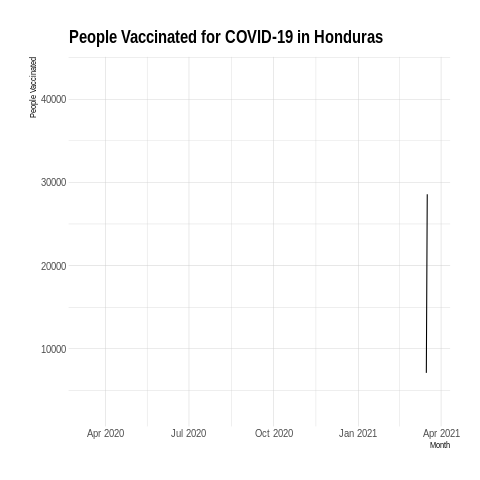 People Vaccinated for COVID-19 in Honduras
People Vaccinated
40000
30000
20000
10000
Apr 2020 Jul 2020 Oct 2020 Jan 2021 Apr 2021
Month